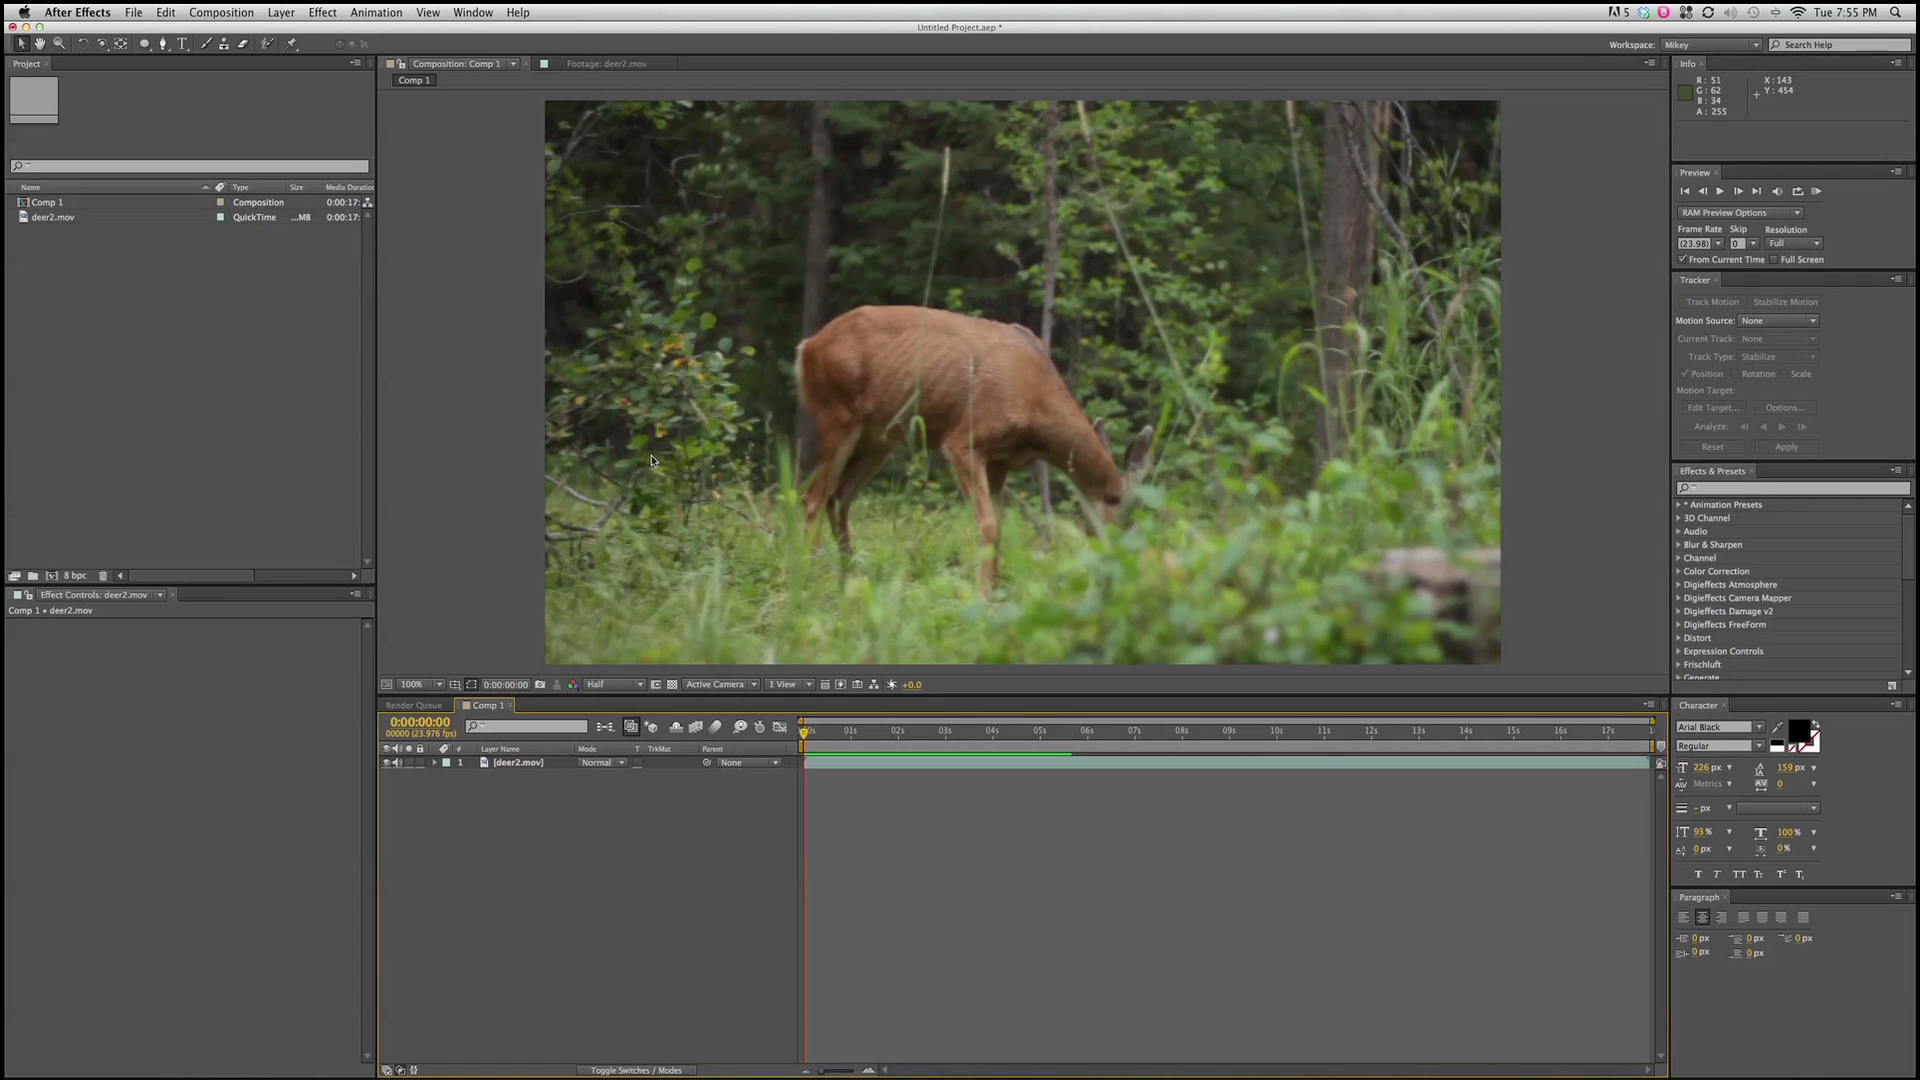 After Effects File Edit Composition Layer Effect Animation View Window Help
5 Tue 7:55 PM
Untitled Project.aep *
Workspace: Mikey Search Help
Project
Name Type Size Media Duration
Comp 1 Composition 0:00:17:
deer2.mov QuickTime ...MB 0:00:17:
8 bpc
Effect Controls: deer2.mov
Comp 1 • deer2.mov
Composition: Comp 1 Footage: deer2.mov
Comp 1
100% 0:00:00:00 Half Active Camera 1 View +0.0
Render Queue Comp 1
0:00:00:00
00000 (23.976 fps)
01s 02s 03s 04s 05s 06s 07s 08s 09s 10s 11s 12s 13s 14s 15s 16s 17s
# Layer Name Mode T TrkMat Parent
1 [deer2.mov] Normal None
Toggle Switches / Modes
Info
R: 51 X: 143
G: 62 Y: 454
B: 34
A: 255
Preview
RAM Preview Options
Frame Rate Skip Resolution
(23.98) 0 Full
From Current Time Full Screen
Tracker
Track Motion Stabilize Motion
Motion Source: None
Current Track: None
Track Type: Stabilize
Position Rotation Scale
Motion Target:
Edit Target... Options...
Analyze:
Reset Apply
Effects & Presets
* Animation Presets
3D Channel
Audio
Blur & Sharpen
Channel
Color Correction
Digieffects Atmosphere
Digieffects Camera Mapper
Digieffects Damage v2
Digieffects FreeForm
Distort
Expression Controls
Frischluft
Generate
Character
Arial Black
Regular
226 px 159 px
Metrics 0
- px
93% 100%
0 px 0%
T T TT Tr T¹ T₁
Paragraph
0 px 0 px 0 px
0 px 0 px